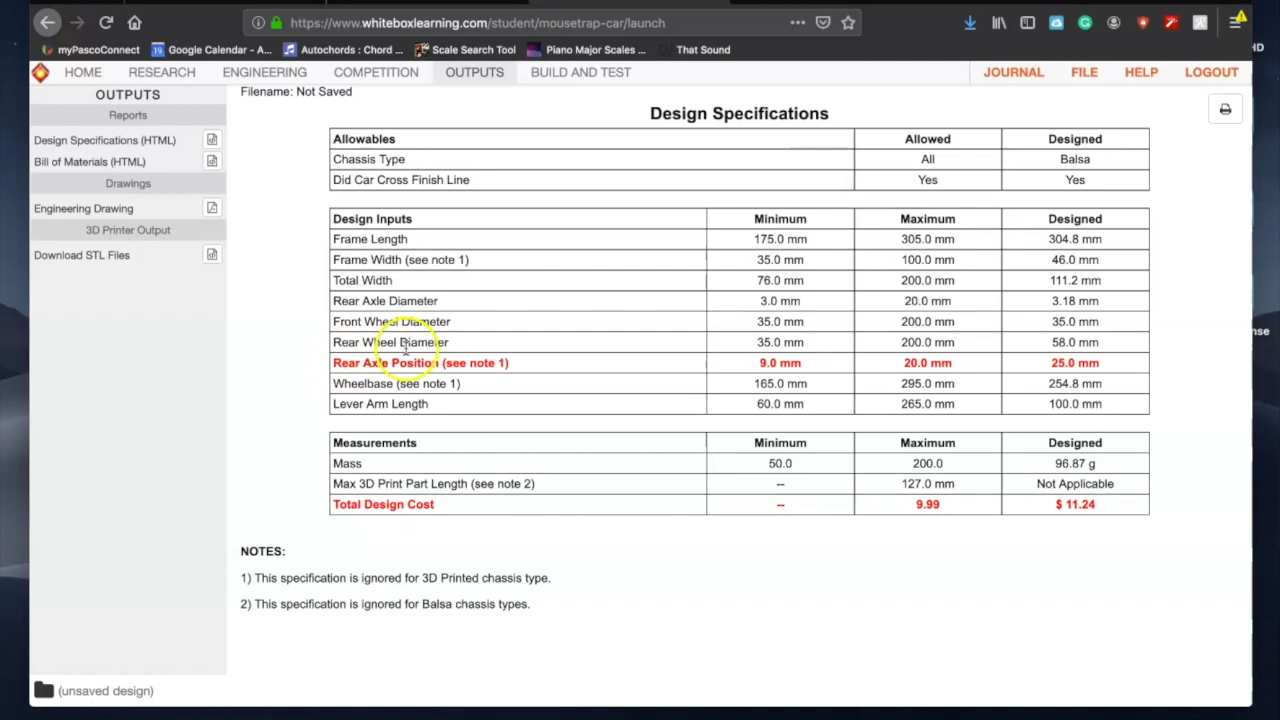 https://www.whiteboxlearning.com/student/mousetrap-car/launch
myPascoConnect Google Calendar - A... Autochords : Chord ... Scale Search Tool Piano Major Scales ... That Sound
HD
HOME RESEARCH ENGINEERING COMPETITION OUTPUTS BUILD AND TEST JOURNAL FILE HELP LOGOUT
OUTPUTS
Reports
Design Specifications (HTML)
Bill of Materials (HTML)
Drawings
Engineering Drawing
3D Printer Output
Download STL Files
Filename: Not Saved
Design Specifications
Allowables Allowed Designed
Chassis Type All Balsa
Did Car Cross Finish Line Yes Yes
Design Inputs Minimum Maximum Designed
Frame Length 175.0 mm 305.0 mm 304.8 mm
Frame Width (see note 1) 35.0 mm 100.0 mm 46.0 mm
Total Width 76.0 mm 200.0 mm 111.2 mm
Rear Axle Diameter 3.0 mm 20.0 mm 3.18 mm
Front Wheel Diameter 35.0 mm 200.0 mm 35.0 mm
Rear Wheel Diameter 35.0 mm 200.0 mm 58.0 mm
Rear Axle Position (see note 1) 9.0 mm 20.0 mm 25.0 mm
Wheelbase (see note 1) 165.0 mm 295.0 mm 254.8 mm
Lever Arm Length 60.0 mm 265.0 mm 100.0 mm
Measurements Minimum Maximum Designed
Mass 50.0 200.0 96.87 g
Max 3D Print Part Length (see note 2) -- 127.0 mm Not Applicable
Total Design Cost -- 9.99 $ 11.24
NOTES:
1) This specification is ignored for 3D Printed chassis type.
2) This specification is ignored for Balsa chassis types.
(unsaved design)